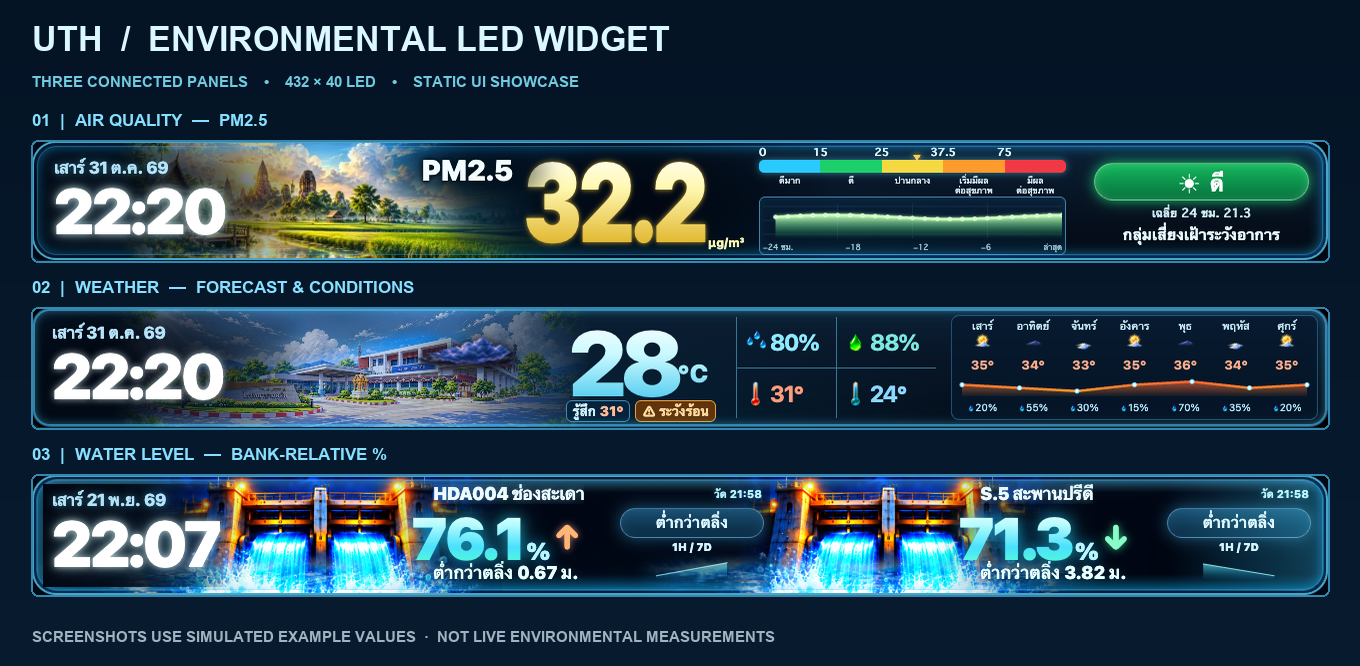 UTH / ENVIRONMENTAL LED WIDGET
THREE CONNECTED PANELS • 432 × 40 LED • STATIC UI SHOWCASE
01 | AIR QUALITY — PM2.5
เสาร์ 31 ต.ค. 69
22:20
PM2.5
32.2
µg/m³
0 15 25 37.5 75
ดีมาก ดี ปานกลาง เริ่มมีผลต่อสุขภาพ มีผลต่อสุขภาพ
-24 ชม. -18 -12 -6 ล่าสุด
ดี
เฉลี่ย 24 ชม. 21.3
กลุ่มเสี่ยงเฝ้าระวังอาการ
02 | WEATHER — FORECAST & CONDITIONS
เสาร์ 31 ต.ค. 69
22:20
28°C
รู้สึก 31° ระวังร้อน
80% 88%
31° 24°
เสาร์ อาทิตย์ จันทร์ อังคาร พุธ พฤหัส ศุกร์
35° 34° 33° 35° 36° 34° 35°
20% 55% 30% 15% 70% 35% 20%
03 | WATER LEVEL — BANK-RELATIVE %
เสาร์ 21 พ.ย. 69
22:07
HDA004 ช่องสะเดา
76.1%
ต่ำกว่าตลิ่ง 0.67 ม.
วัด 21:58
ต่ำกว่าตลิ่ง
1H / 7D
S.5 สะพานปรีดี
71.3%
ต่ำกว่าตลิ่ง 3.82 ม.
วัด 21:58
ต่ำกว่าตลิ่ง
1H / 7D
SCREENSHOTS USE SIMULATED EXAMPLE VALUES · NOT LIVE ENVIRONMENTAL MEASUREMENTS